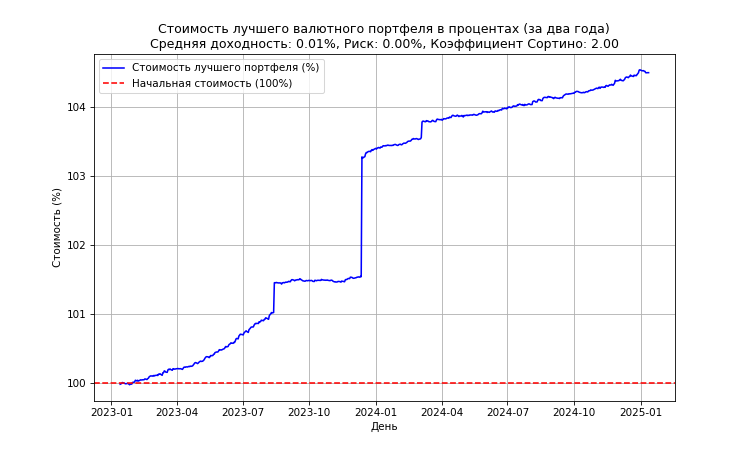 Стоимость лучшего валютного портфеля в процентах (за два года)
Средняя доходность: 0.01%, Риск: 0.00%, Коэффициент Сортино: 2.00
Стоимость лучшего портфеля (%)
Начальная стоимость (100%)
Стоимость (%)
104
103
102
101
100
2023-01 2023-04 2023-07 2023-10 2024-01 2024-04 2024-07 2024-10 2025-01
День